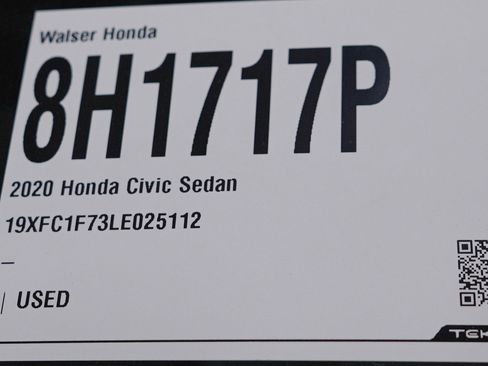 Walser Honda
8H1717P
2020 Honda Civic Sedan
19XFC1F73LE025112
–
| USED